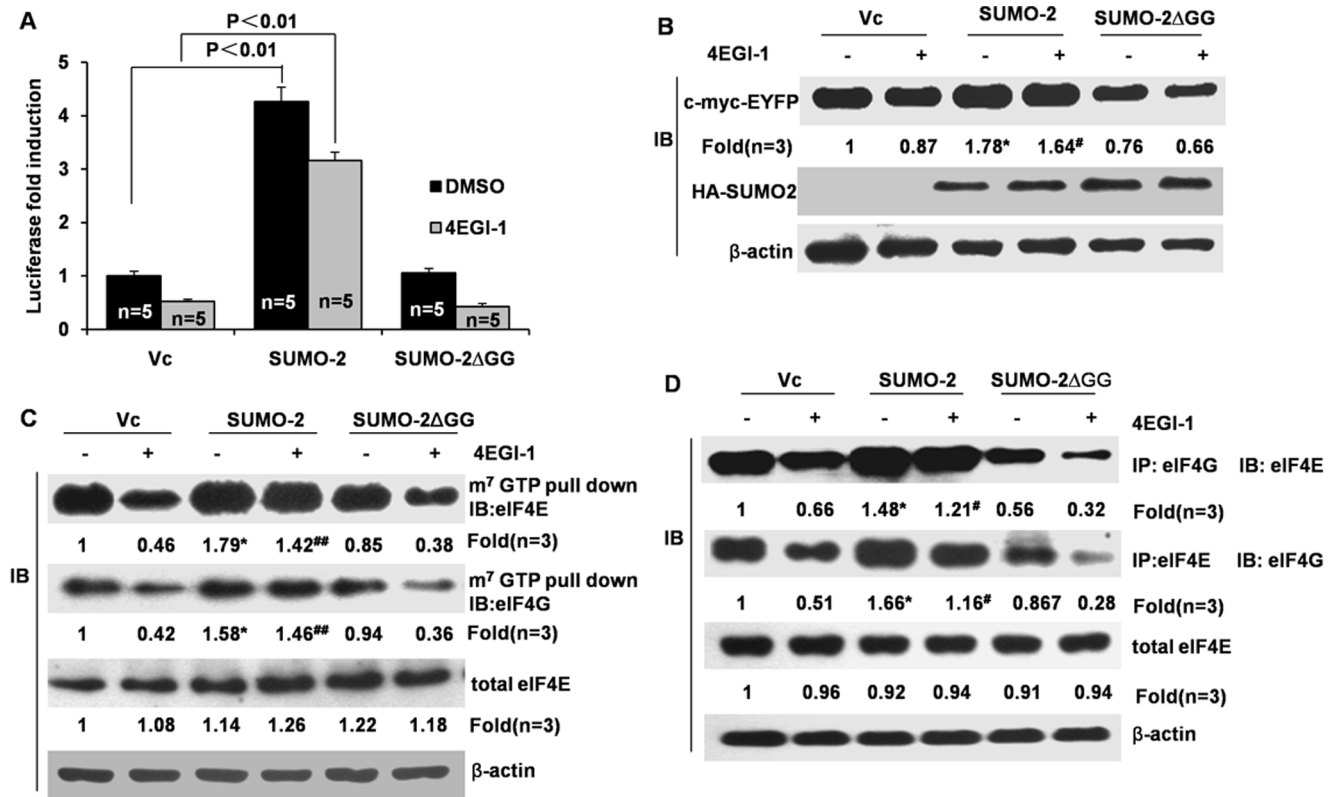 A
P<0.01
P<0.01
Luciferase fold induction
5
4
3
2
1
0
DMSO
4EGI-1
n=5 n=5 n=5 n=5 n=5 n=5
Vc SUMO-2 SUMO-2ΔGG
B
Vc SUMO-2 SUMO-2ΔGG
4EGI-1 - + - + - +
IB
c-myc-EYFP
Fold(n=3) 1 0.87 1.78* 1.64# 0.76 0.66
HA-SUMO2
β-actin
C
Vc SUMO-2 SUMO-2ΔGG
- + - + - + 4EGI-1
IB
m⁷ GTP pull down
IB:eIF4E
1 0.46 1.79* 1.42## 0.85 0.38 Fold(n=3)
m⁷ GTP pull down
IB:eIF4G
1 0.42 1.58* 1.46## 0.94 0.36 Fold(n=3)
total eIF4E
1 1.08 1.14 1.26 1.22 1.18 Fold(n=3)
β-actin
D
Vc SUMO-2 SUMO-2ΔGG
- + - + - + 4EGI-1
IB
IP: eIF4G IB: eIF4E
1 0.66 1.48* 1.21# 0.56 0.32 Fold(n=3)
IP:eIF4E IB: eIF4G
1 0.51 1.66* 1.16# 0.867 0.28 Fold(n=3)
total eIF4E
1 0.96 0.92 0.94 0.91 0.94 Fold(n=3)
β-actin